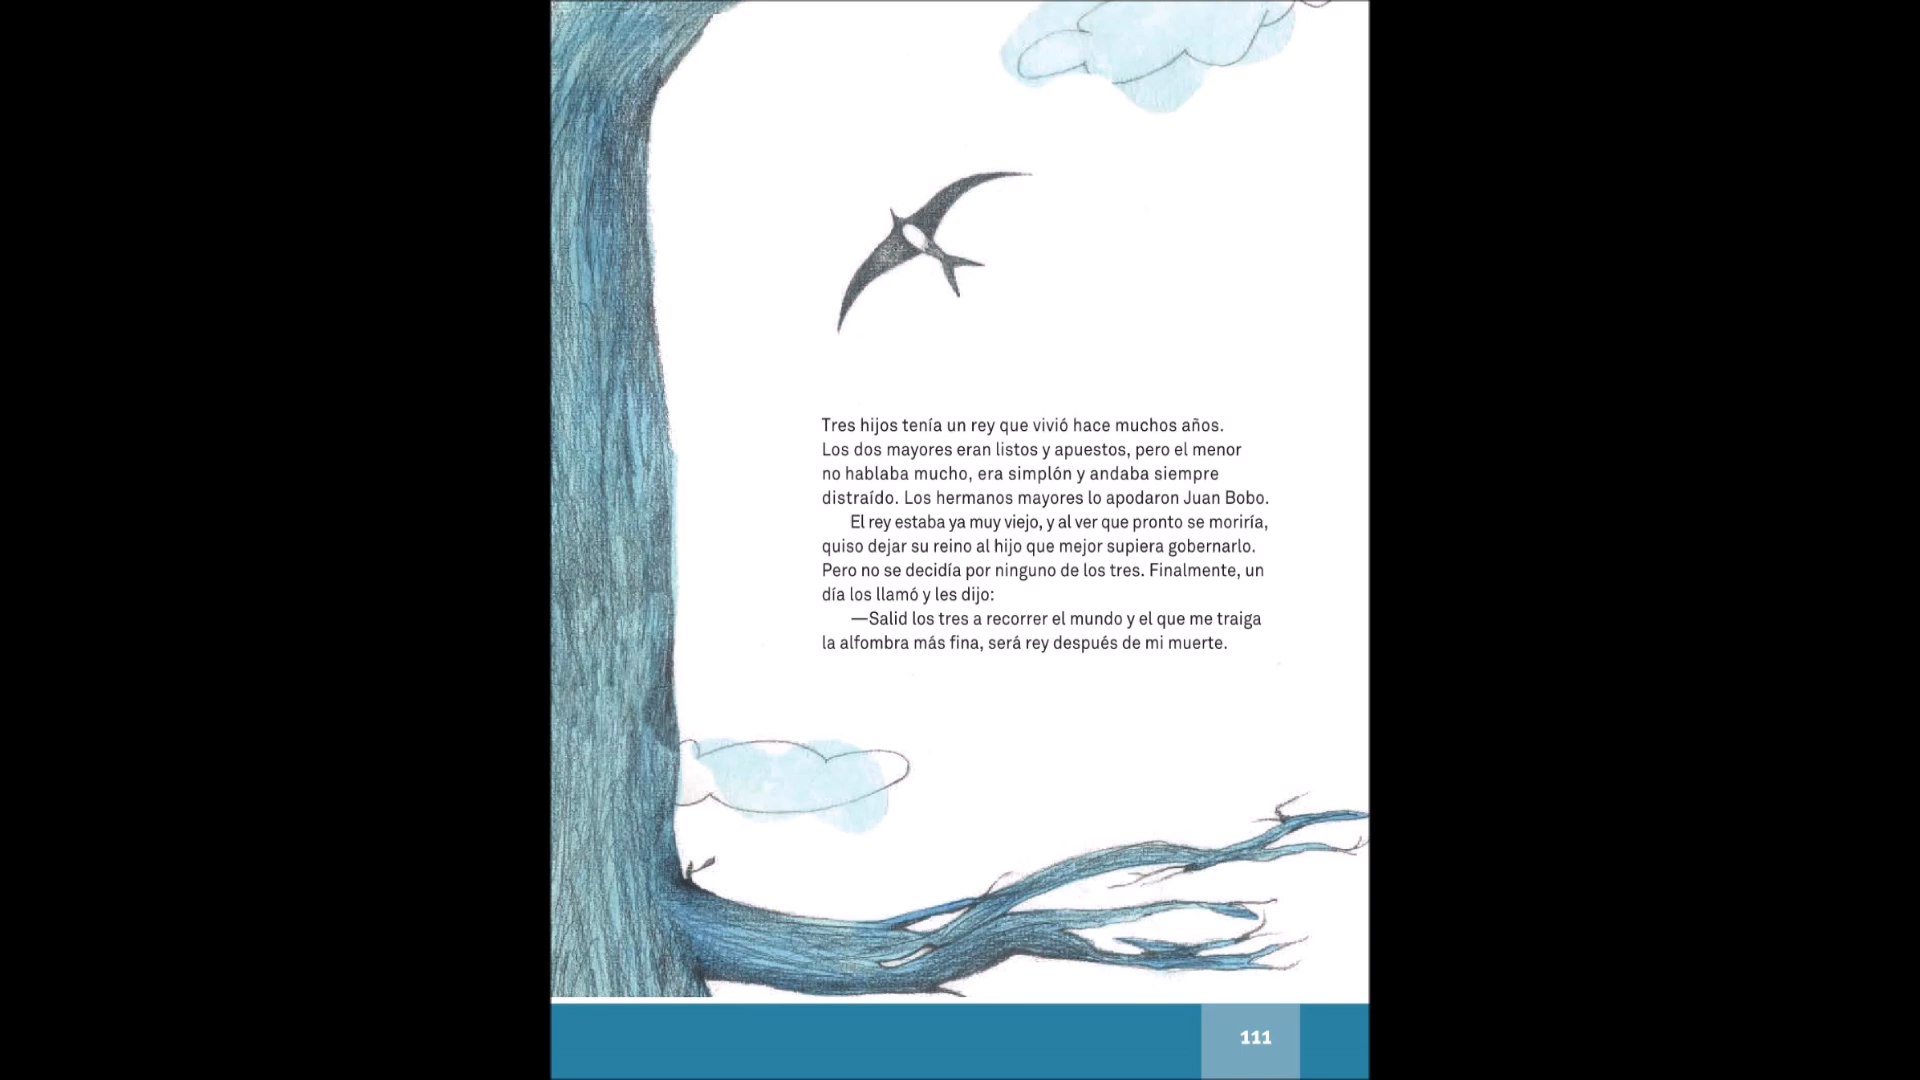 Tres hijos tenía un rey que vivió hace muchos años.
Los dos mayores eran listos y apuestos, pero el menor
no hablaba mucho, era simplón y andaba siempre
distraído. Los hermanos mayores lo apodaron Juan Bobo.
El rey estaba ya muy viejo, y al ver que pronto se moriría,
quiso dejar su reino al hijo que mejor supiera gobernarlo.
Pero no se decidía por ninguno de los tres. Finalmente, un
día los llamó y les dijo:
—Salid los tres a recorrer el mundo y el que me traiga
la alfombra más fina, será rey después de mi muerte.
111